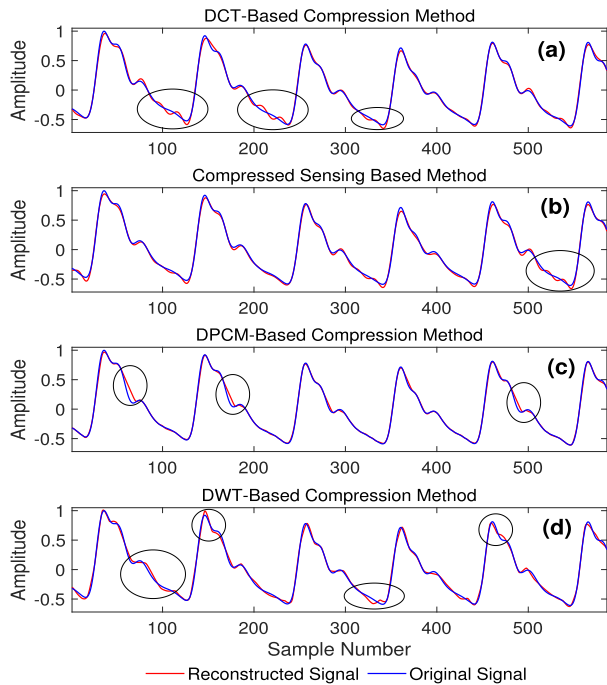 DCT-Based Compression Method
(a)
Amplitude
1
0.5
0
-0.5
100 200 300 400 500
Compressed Sensing Based Method
(b)
Amplitude
1
0.5
0
-0.5
100 200 300 400 500
DPCM-Based Compression Method
(c)
Amplitude
1
0.5
0
-0.5
100 200 300 400 500
DWT-Based Compression Method
(d)
Amplitude
1
0.5
0
-0.5
100 200 300 400 500
Sample Number
Reconstructed Signal Original Signal